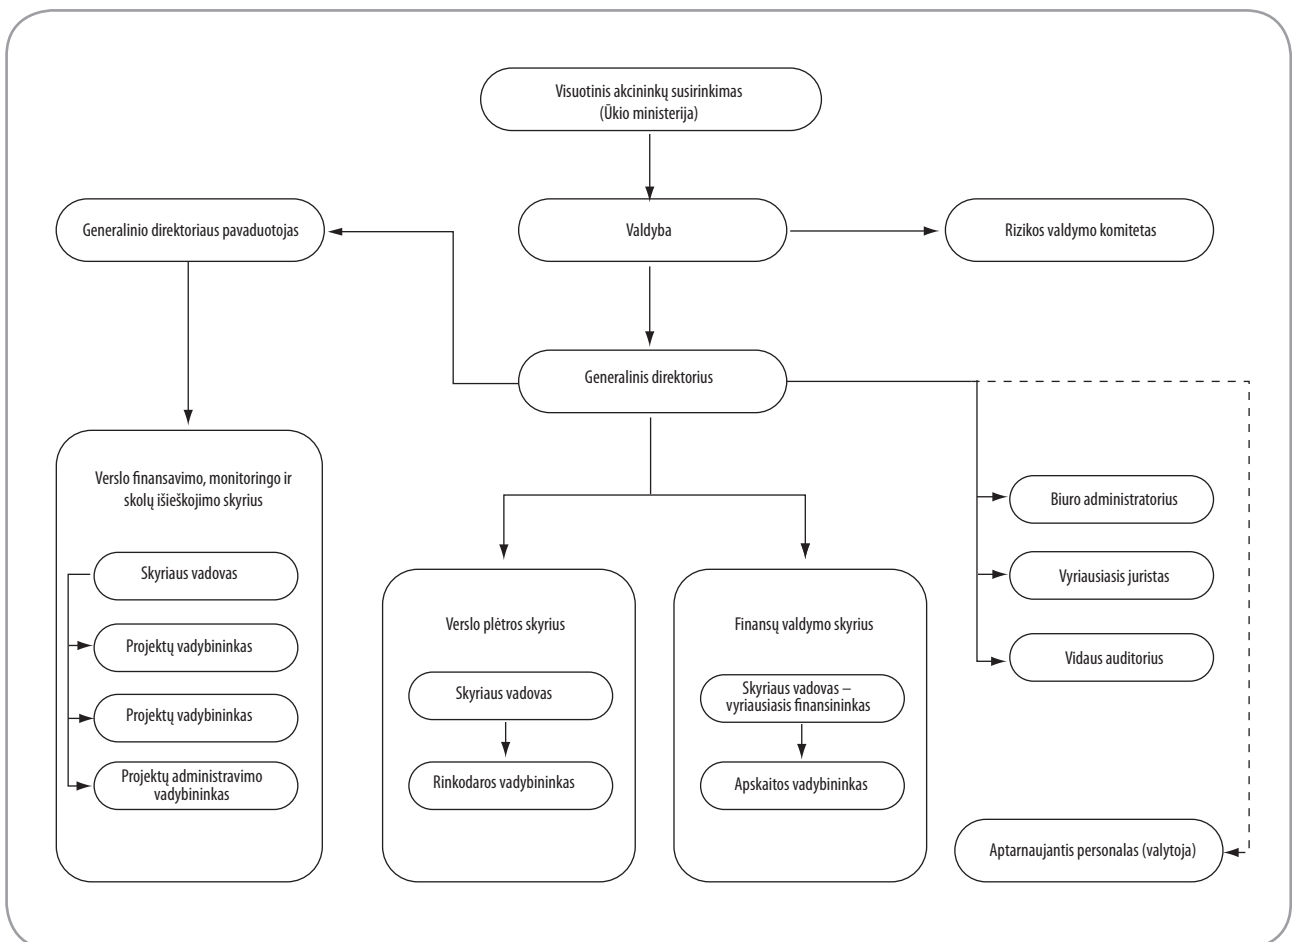 Visuotinis akcininkų susirinkimas
(Ūkio ministerija)
Generalinio direktoriaus pavaduotojas
Valdyba
Rizikos valdymo komitetas
Generalinis direktorius
Verslo finansavimo, monitoringo ir
skolų išieškojimo skyrius
Skyriaus vadovas
Projektų vadybininkas
Projektų vadybininkas
Projektų administravimo
vadybininkas
Verslo plėtros skyrius
Skyriaus vadovas
Rinkodaros vadybininkas
Finansų valdymo skyrius
Skyriaus vadovas –
vyriausiasis finansininkas
Apskaitos vadybininkas
Biuro administratorius
Vyriausiasis juristas
Vidaus auditorius
Aptarnaujantis personalas (valytoja)